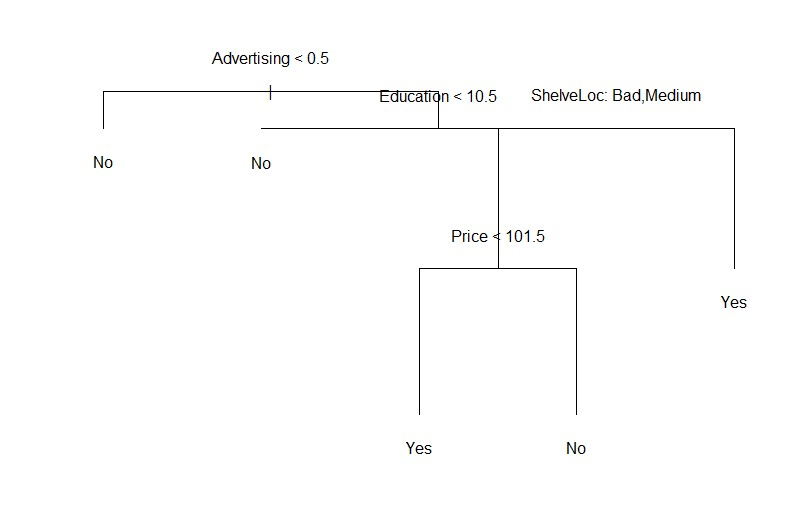 Advertising < 0.5
Education < 10.5
ShelveLoc: Bad,Medium
No
No
Price < 101.5
Yes
Yes
No